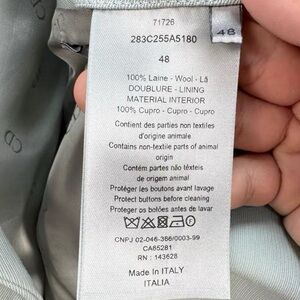 71726
283C255A5180
48
48
100% Laine - Wool - Lã
DOUBLURE - LINING
MATERIAL INTERIOR
100% Cupro - Cupro - Cupro
Contient des parties non textiles
d'origine animale
Contains non-textile parts of animal
origin
Contém partes não têxteis
de origem animal
Protéger les boutons avant lavage
Protect buttons before cleaning
Proteger os botões antes de lavar
CNPJ 02-046-386/0003-99
CA65281
RN : 143628
Made In ITALY
ITALIA
CD